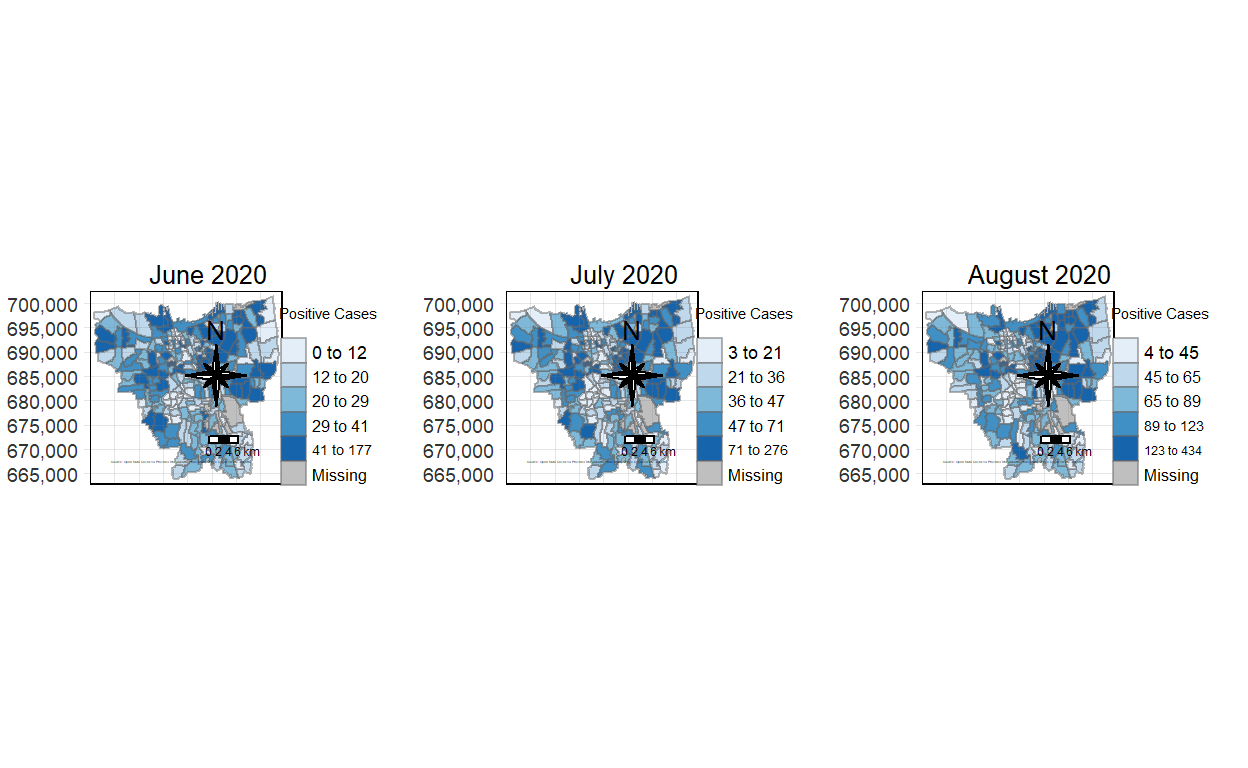 June 2020
700,000
695,000
690,000
685,000
680,000
675,000
670,000
665,000
N
0 2 4 6 km
Positive Cases
0 to 12
12 to 20
20 to 29
29 to 41
41 to 177
Missing
July 2020
700,000
695,000
690,000
685,000
680,000
675,000
670,000
665,000
N
0 2 4 6 km
Positive Cases
3 to 21
21 to 36
36 to 47
47 to 71
71 to 276
Missing
August 2020
700,000
695,000
690,000
685,000
680,000
675,000
670,000
665,000
N
0 2 4 6 km
Positive Cases
4 to 45
45 to 65
65 to 89
89 to 123
123 to 434
Missing